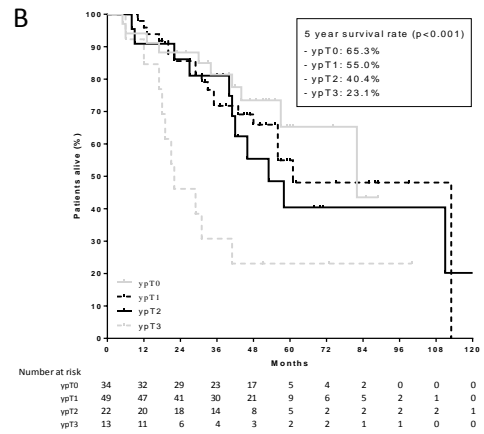 B
5 year survival rate (p<0.001)
- ypT0: 65.3%
- ypT1: 55.0%
- ypT2: 40.4%
- ypT3: 23.1%
Patients alive (%)
100
90
80
70
60
50
40
30
20
10
0
ypT0
ypT1
ypT2
ypT3
0 12 24 36 48 60 72 84 96 108 120
Months
Number at risk
ypT0 34 32 29 23 17 5 4 2 0 0 0
ypT1 49 47 41 30 21 9 6 5 2 1 0
ypT2 22 20 18 14 8 5 2 2 2 2 1
ypT3 13 11 6 4 3 2 2 1 1 0 0